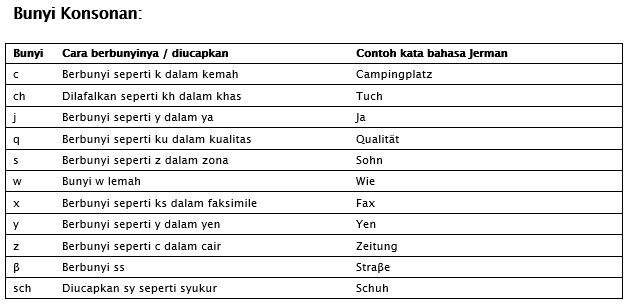 Bunyi Konsonan:
Bunyi Cara berbunyinya / diucapkan Contoh kata bahasa Jerman
c Berbunyi seperti k dalam kemah Campingplatz
ch Dilafalkan seperti kh dalam khas Tuch
j Berbunyi seperti y dalam ya Ja
q Berbunyi seperti ku dalam kualitas Qualität
s Berbunyi seperti z dalam zona Sohn
w Bunyi w lemah Wie
x Berbunyi seperti ks dalam faksimile Fax
y Berbunyi seperti y dalam yen Yen
z Berbunyi seperti c dalam cair Zeitung
β Berbunyi ss Straβe
sch Diucapkan sy seperti syukur Schuh